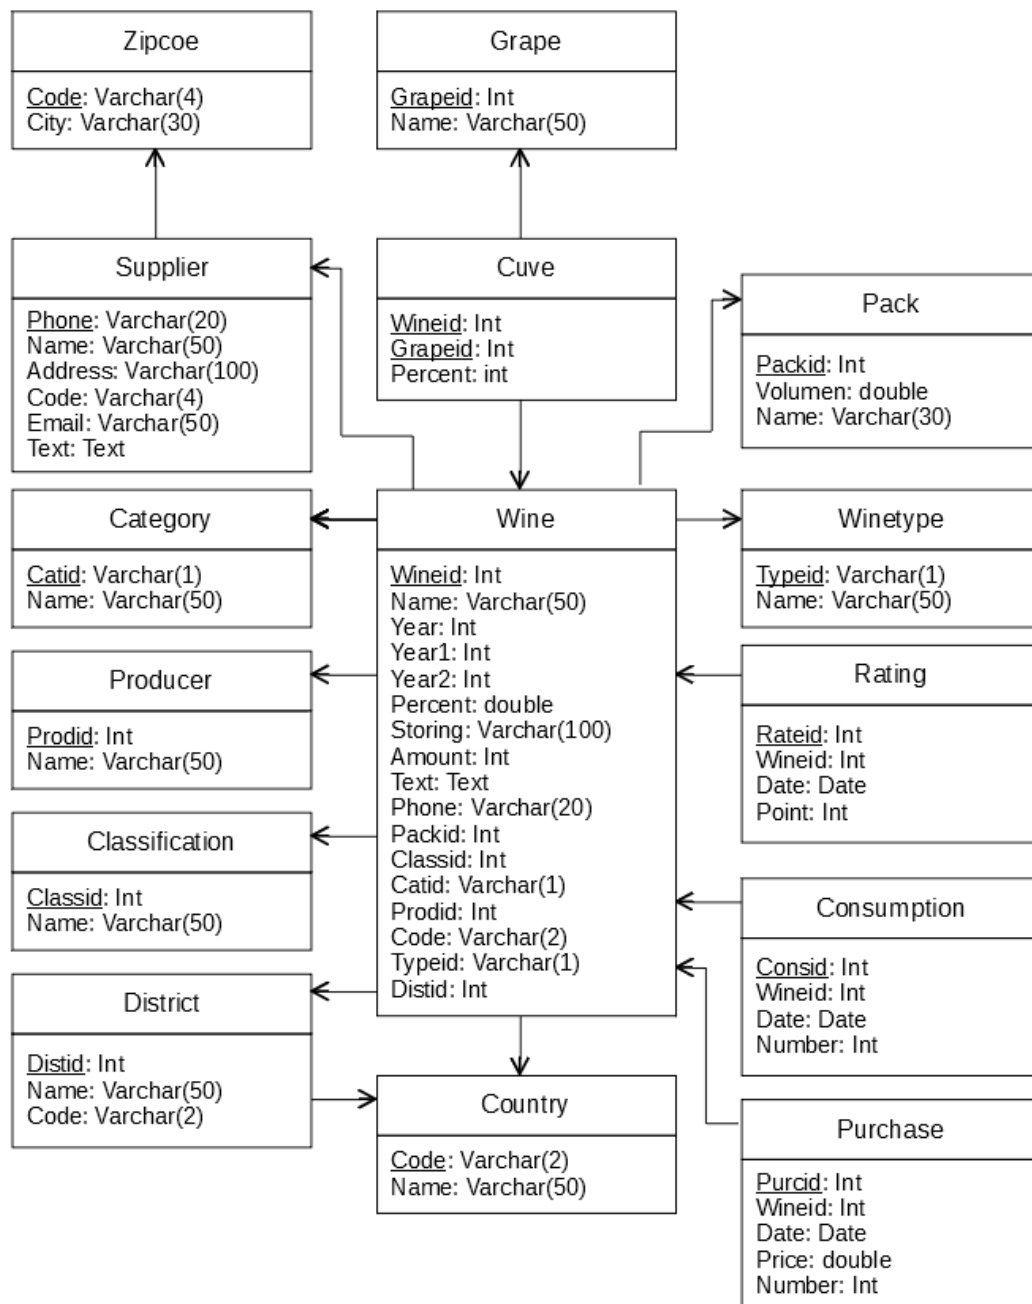 Zipcoe
Code: Varchar(4)
City: Varchar(30)
Grape
Grapeid: Int
Name: Varchar(50)
Supplier
Phone: Varchar(20)
Name: Varchar(50)
Address: Varchar(100)
Code: Varchar(4)
Email: Varchar(50)
Text: Text
Cuve
Wineid: Int
Grapeid: Int
Percent: int
Pack
Packid: Int
Volumen: double
Name: Varchar(30)
Category
Catid: Varchar(1)
Name: Varchar(50)
Wine
Wineid: Int
Name: Varchar(50)
Year: Int
Year1: Int
Year2: Int
Percent: double
Storing: Varchar(100)
Amount: Int
Text: Text
Phone: Varchar(20)
Packid: Int
Classid: Int
Catid: Varchar(1)
Prodid: Int
Code: Varchar(2)
Typeid: Varchar(1)
Distid: Int
Winetype
Typeid: Varchar(1)
Name: Varchar(50)
Producer
Prodid: Int
Name: Varchar(50)
Rating
Rateid: Int
Wineid: Int
Date: Date
Point: Int
Classification
Classid: Int
Name: Varchar(50)
Consumption
Consid: Int
Wineid: Int
Date: Date
Number: Int
District
Distid: Int
Name: Varchar(50)
Code: Varchar(2)
Country
Code: Varchar(2)
Name: Varchar(50)
Purchase
Purcid: Int
Wineid: Int
Date: Date
Price: double
Number: Int